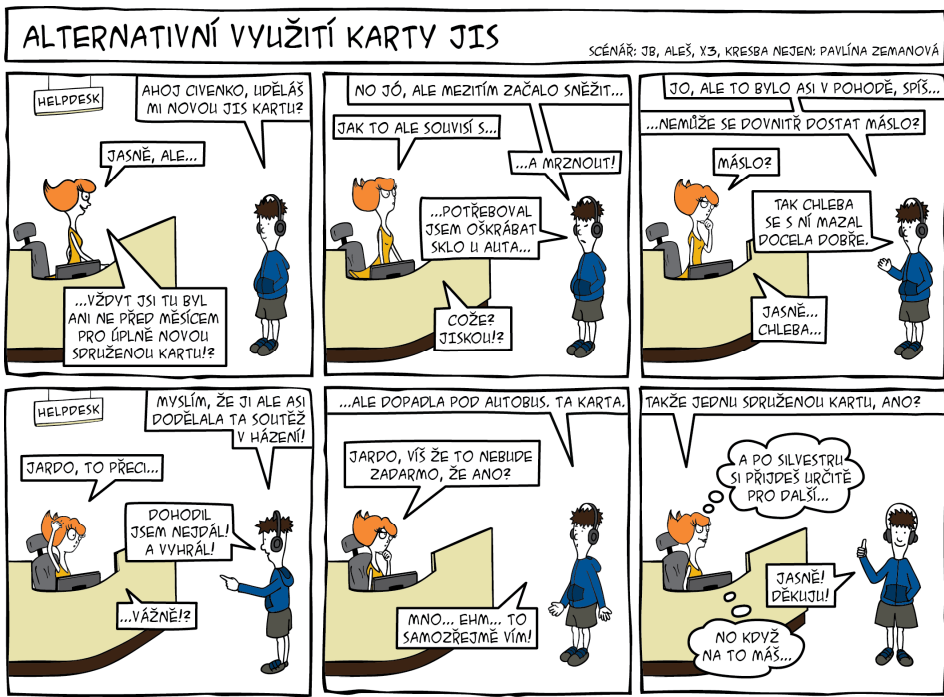 ALTERNATIVNÍ VYUŽITÍ KARTY JIS
SCÉNÁŘ: JB, ALEŠ, X3, KRESBA NEJEN: PAVLÍNA ZEMANOVÁ
HELPDESK
AHOJ CIVENKO, UDĚLÁŠ
MI NOVOU JIS KARTU?
JASNĚ, ALE...
...VŽDYT JSI TU BYL
ANI NE PŘED MĚSÍCEM
PRO ÚPLNĚ NOVOU
SDRUŽENOU KARTU!?
NO JÓ, ALE MEZITÍM ZAČALO SNĚŽIT...
JAK TO ALE SOUVISÍ S...
...A MRZNOUT!
...POTŘEBOVAL
JSEM OŠKRÁBAT
SKLO U AUTA...
COŽE?
JISKOU!?
JO, ALE TO BYLO ASI V POHODĚ, SPÍŠ...
...NEMŮŽE SE DOVNITŘ DOSTAT MÁSLO?
MÁSLO?
TAK CHLEBA
SE S NÍ MAZAL
DOCELA DOBŘE.
JASNĚ...
CHLEBA...
HELPDESK
MYSLÍM, ŽE JI ALE ASI
DODĚLALA TA SOUTĚŽ
V HÁZENÍ!
JARDO, TO PŘECI...
DOHODIL
JSEM NEJDÁL!
A VYHRÁL!
...VÁŽNĚ!?
...ALE DOPADLA POD AUTOBUS. TA KARTA.
JARDO, VÍŠ ŽE TO NEBUDE
ZADARMO, ŽE ANO?
MNO... EHM... TO
SAMOZŘEJMĚ VÍM!
TAKŽE JEDNU SDRUŽENOU KARTU, ANO?
A PO SILVESTRU
SI PŘIJDEŠ URČITĚ
PRO DALŠÍ...
JASNĚ!
DĚKUJU!
NO KDYŽ
NA TO MÁŠ...